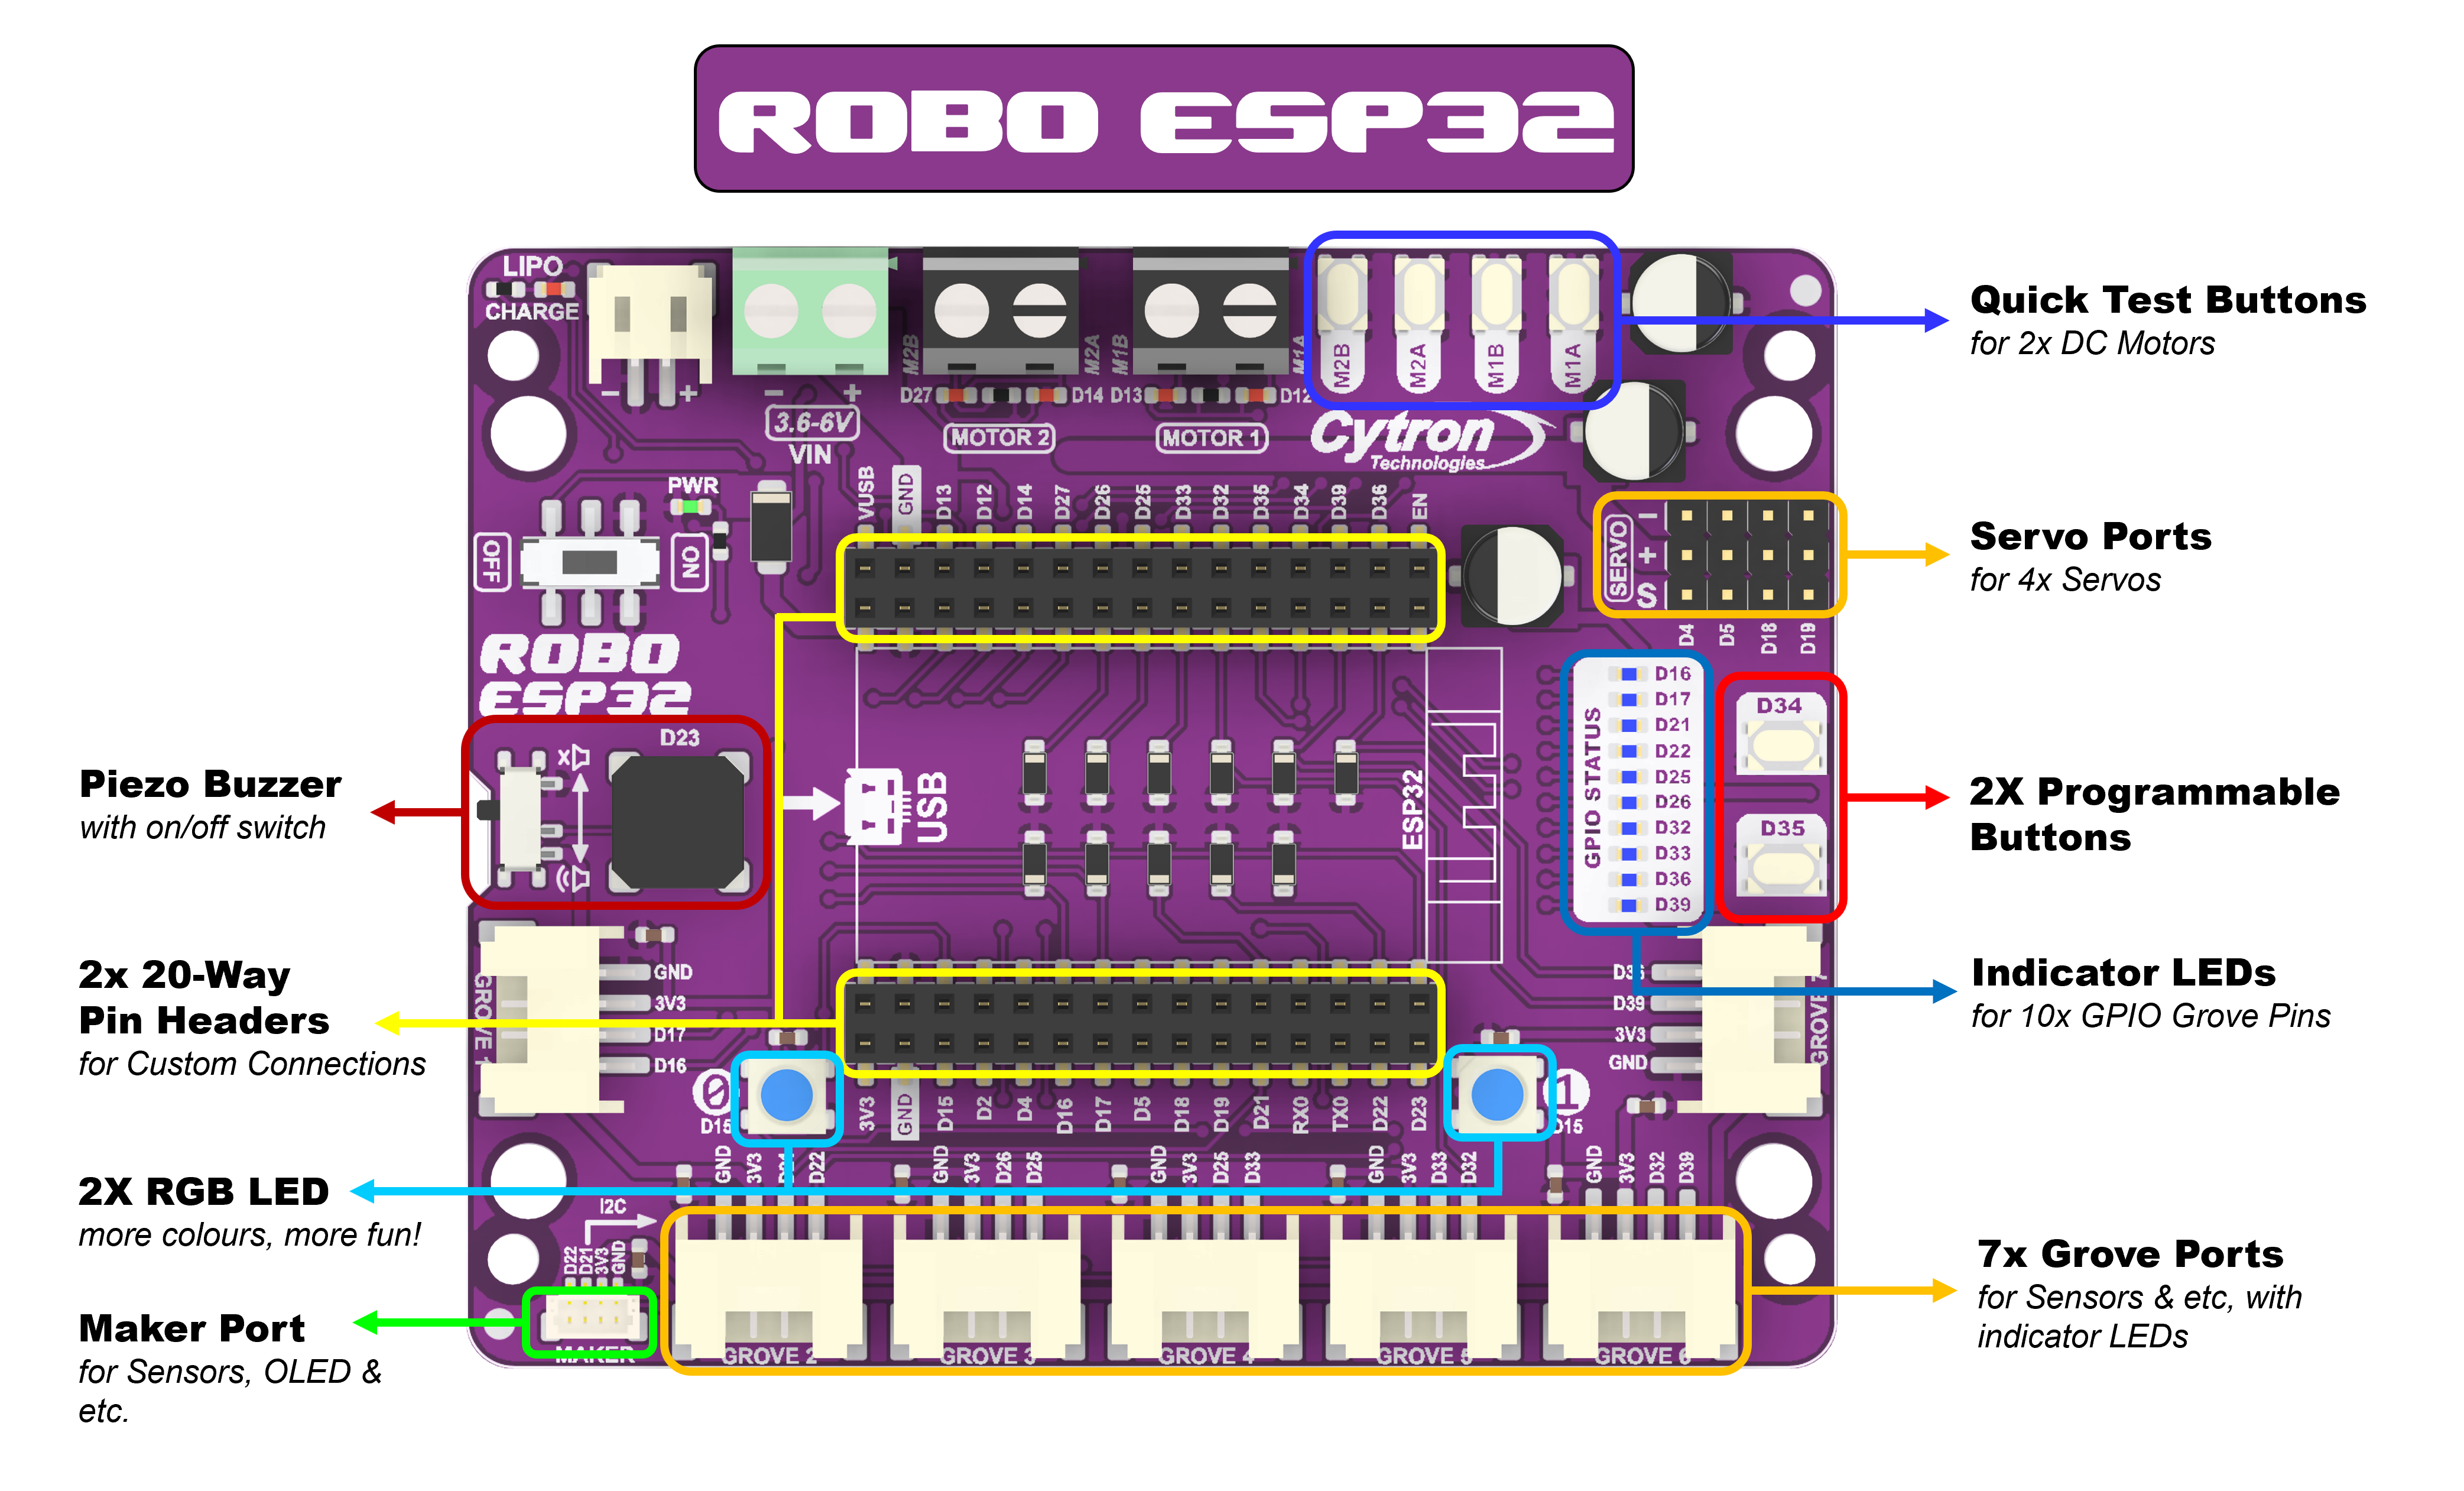 ROBO ESP32
LIPO
CHARGE
- +
- +
3.6-6V
VIN
M2B
M2A
M1B
M1A
D27
D14
D13
D12
MOTOR 2
MOTOR 1
M2B
M2A
M1B
M1A
Cytron
Technologies
Quick Test Buttons
for 2x DC Motors
PWR
OFF
ON
VUSB GND D13 D12 D14 D27 D26 D25 D33 D32 D35 D34 D39 D36 EN
SERVO
-
+
S
D4 D5 D18 D19
Servo Ports
for 4x Servos
ROBO
ESP32
D23
x
USB
ESP32
GPIO STATUS
D16
D17
D21
D22
D25
D26
D32
D33
D36
D39
D34
D35
Piezo Buzzer
with on/off switch
2X Programmable
Buttons
GROVE 1
GND
3V3
D17
D16
D36
D39
3V3
GND
GROVE 7
2x 20-Way
Pin Headers
for Custom Connections
Indicator LEDs
for 10x GPIO Grove Pins
0
D15
1
D15
3V3 GND D15 D2 D4 D16 D17 D5 D18 D19 D21 RX0 TX0 D22 D23
GND 3V3 D21 D22
GND 3V3 D26 D25
GND 3V3 D25 D33
GND 3V3 D33 D32
GND 3V3 D32 D39
2X RGB LED
more colours, more fun!
I2C
D22 D21 3V3 GND
MAKER
GROVE 2
GROVE 3
GROVE 4
GROVE 5
GROVE 6
Maker Port
for Sensors, OLED &
etc.
7x Grove Ports
for Sensors & etc, with
indicator LEDs